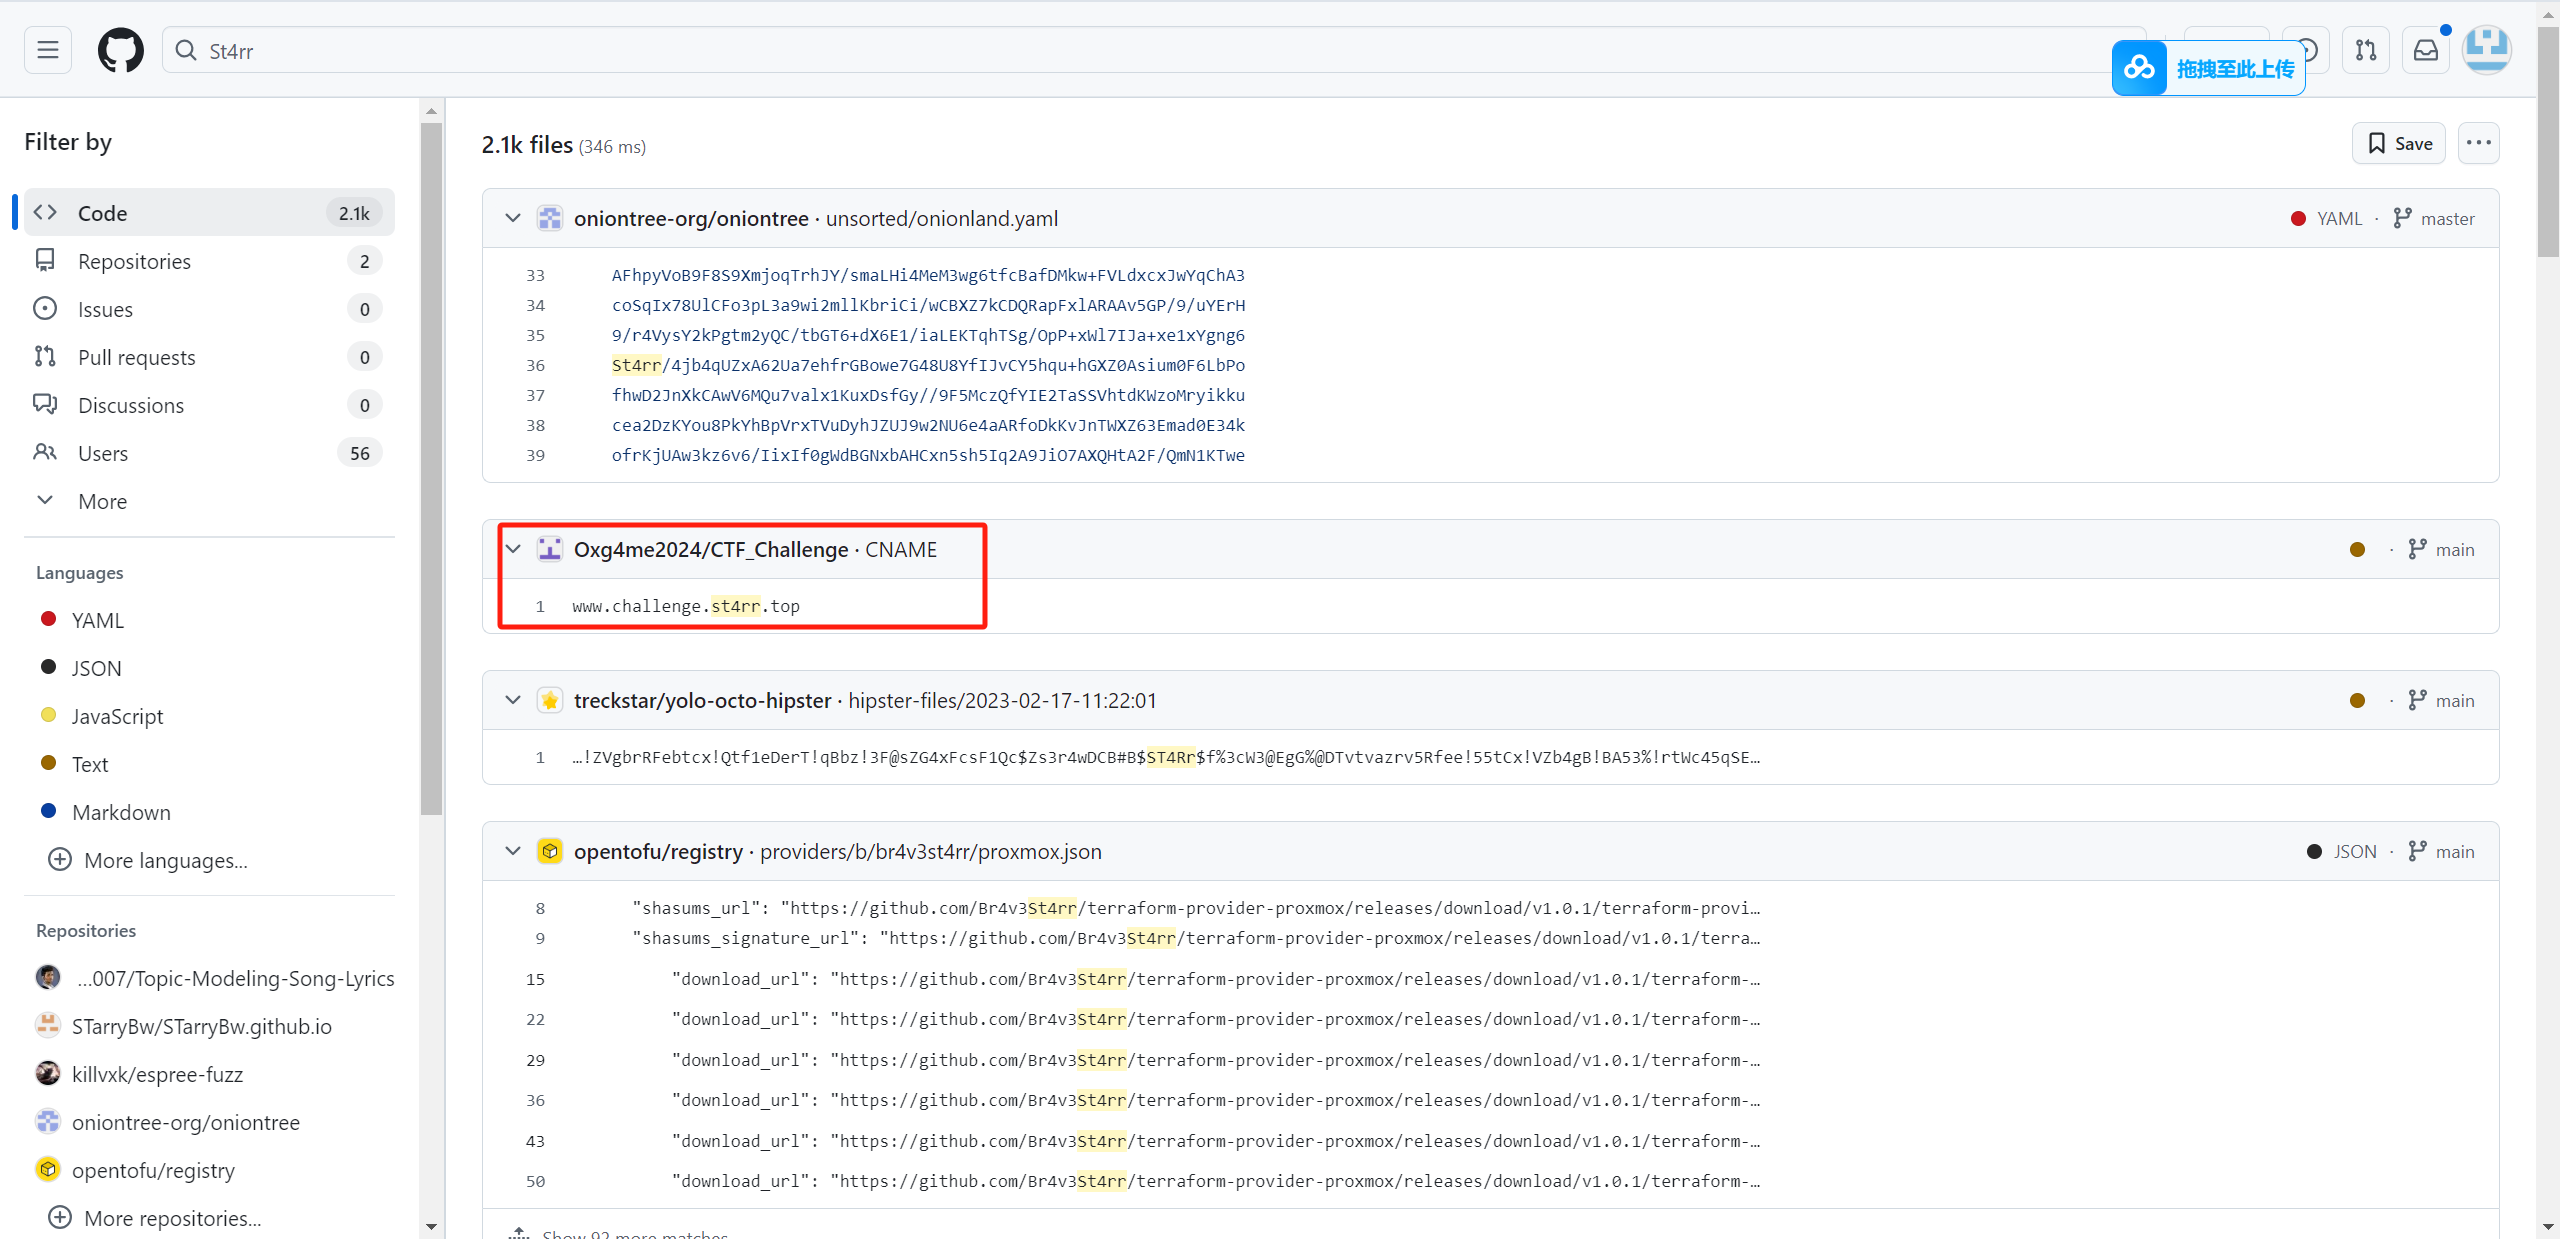 St4rr
拖拽至此上传
Filter by
Code 2.1k
Repositories 2
Issues 0
Pull requests 0
Discussions 0
Users 56
More
Languages
YAML
JSON
JavaScript
Text
Markdown
More languages...
Repositories
...007/Topic-Modeling-Song-Lyrics
STarryBw/STarryBw.github.io
killvxk/espree-fuzz
oniontree-org/oniontree
opentofu/registry
More repositories...
2.1k files (346 ms)
Save
oniontree-org/oniontree · unsorted/onionland.yaml YAML · master
33 AFhpyVoB9F8S9XmjoqTrhJY/smaLHi4MeM3wg6tfcBafDMkw+FVLdxcxJwYqChA3
34 coSqIx78UlCFo3pL3a9wi2mllKbriCi/wCBXZ7kCDQRapFxlARAAv5GP/9/uYErH
35 9/r4VysY2kPgtm2yQC/tbGT6+dX6E1/iaLEKTqhTSg/OpP+xWl7IJa+xe1xYgng6
36 St4rr/4jb4qUZxA62Ua7ehfrGBowe7G48U8YfIJvCY5hqu+hGXZ0Asium0F6LbPo
37 fhwD2JnXkCAwV6MQu7valx1KuxDsfGy//9F5MczQfYIE2TaSSVhtdKWzoMryikku
38 cea2DzKYou8PkYhBpVrxTVuDyhJZUJ9w2NU6e4aARfoDkKvJnTWXZ63Emad0E34k
39 ofrKjUAw3kz6v6/IixIf0gWdBGNxbAHCxn5sh5Iq2A9JiO7AXQHtA2F/QmN1KTwe
Oxg4me2024/CTF_Challenge · CNAME · main
1 www.challenge.st4rr.top
treckstar/yolo-octo-hipster · hipster-files/2023-02-17-11:22:01 · main
1 …!ZVgbrRFebtcx!Qtf1eDerT!qBbz!3F@sZG4xFcsF1Qc$Zs3r4wDCB#B$ST4Rr$f%3cW3@EgG%@DTvtvazrv5Rfee!55tCx!VZb4gB!BA53%!rtWc45qSE…
opentofu/registry · providers/b/br4v3st4rr/proxmox.json JSON · main
8 "shasums_url": "https://github.com/Br4v3St4rr/terraform-provider-proxmox/releases/download/v1.0.1/terraform-provi…
9 "shasums_signature_url": "https://github.com/Br4v3St4rr/terraform-provider-proxmox/releases/download/v1.0.1/terra…
15 "download_url": "https://github.com/Br4v3St4rr/terraform-provider-proxmox/releases/download/v1.0.1/terraform-…
22 "download_url": "https://github.com/Br4v3St4rr/terraform-provider-proxmox/releases/download/v1.0.1/terraform-…
29 "download_url": "https://github.com/Br4v3St4rr/terraform-provider-proxmox/releases/download/v1.0.1/terraform-…
36 "download_url": "https://github.com/Br4v3St4rr/terraform-provider-proxmox/releases/download/v1.0.1/terraform-…
43 "download_url": "https://github.com/Br4v3St4rr/terraform-provider-proxmox/releases/download/v1.0.1/terraform-…
50 "download_url": "https://github.com/Br4v3St4rr/terraform-provider-proxmox/releases/download/v1.0.1/terraform-…
Show 92 more matches